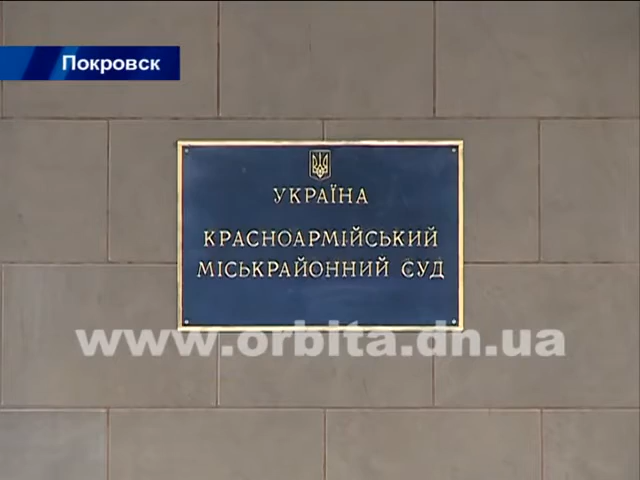 Покровск
УКРАЇНА
КРАСНОАРМІЙСЬКИЙ
МІСЬКРАЙОННИЙ СУД
www.orbita.dn.ua